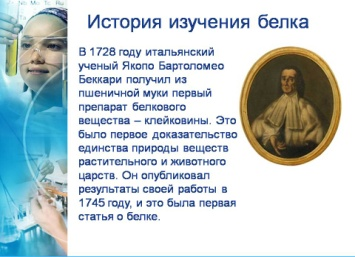 История изучения белка
В 1728 году итальянский
ученый Якопо Бартоломео
Беккари получил из
пшеничной муки первый
препарат белкового
вещества – клейковины. Это
было первое доказательство
единства природы веществ
растительного и животного
царств. Он опубликовал
результаты своей работы в
1745 году, и это была первая
статья о белке.